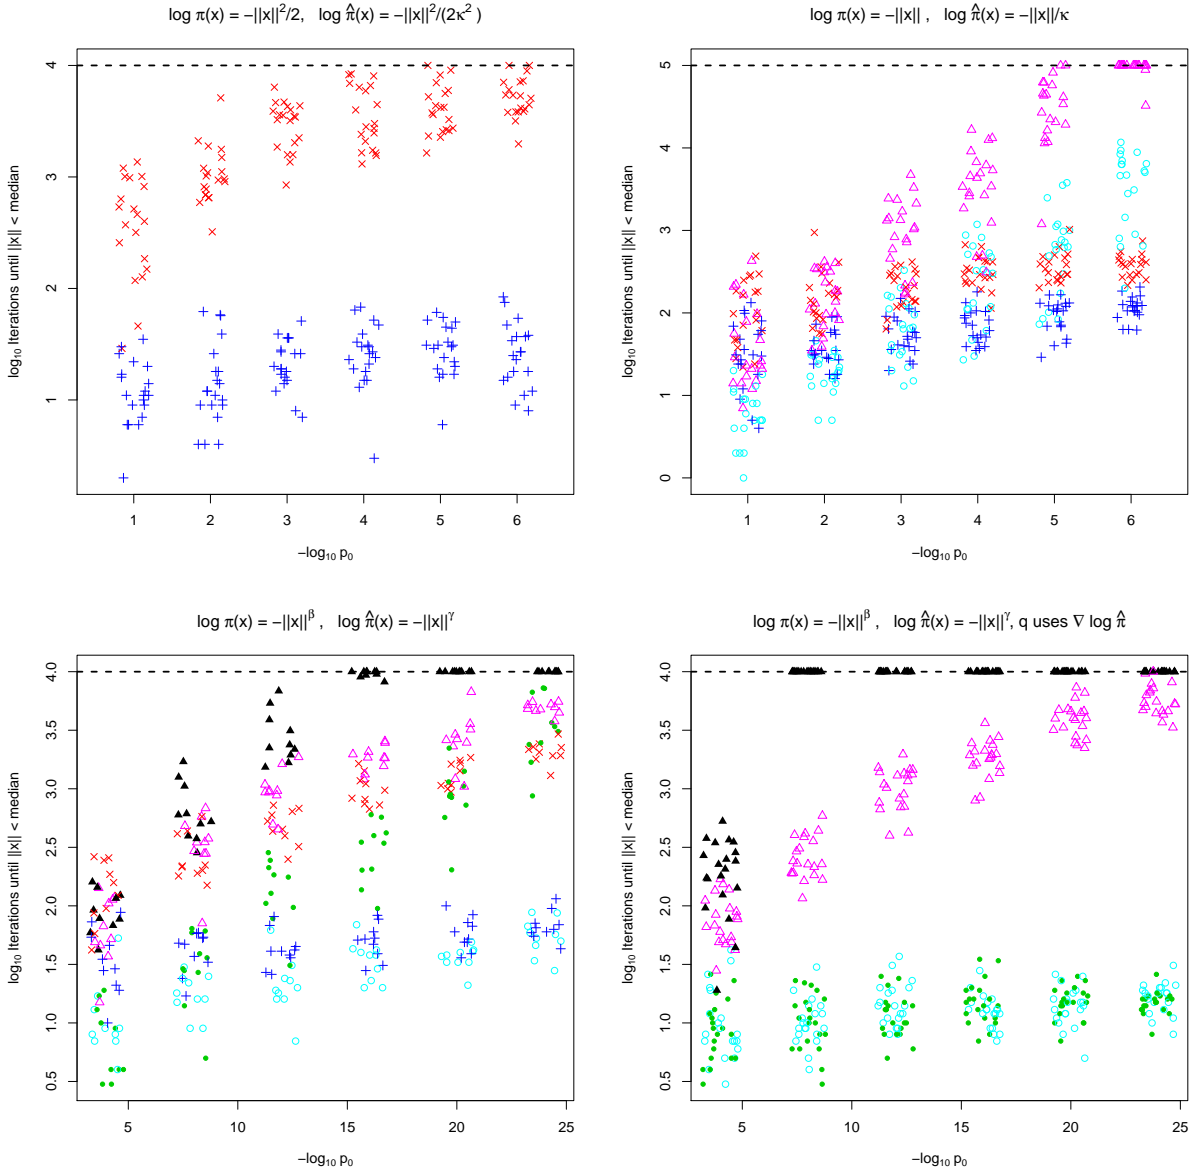 log π(x) = −||x||²/2,   log π̂(x) = −||x||²/(2κ² )
log₁₀ Iterations until ||x|| < median
4
3
2
1
1 2 3 4 5 6
−log₁₀ p₀
log π(x) = −||x|| ,   log π̂(x) = −||x||/κ
log₁₀ Iterations until ||x|| < median
5
4
3
2
1
0
1 2 3 4 5 6
−log₁₀ p₀
log π(x) = −||x||^β ,   log π̂(x) = −||x||^γ
log₁₀ Iterations until ||x|| < median
4.0
3.5
3.0
2.5
2.0
1.5
1.0
0.5
5 10 15 20 25
−log₁₀ p₀
log π(x) = −||x||^β ,   log π̂(x) = −||x||^γ, q uses ∇ log π̂
log₁₀ Iterations until ||x|| < median
4.0
3.5
3.0
2.5
2.0
1.5
1.0
0.5
5 10 15 20 25
−log₁₀ p₀